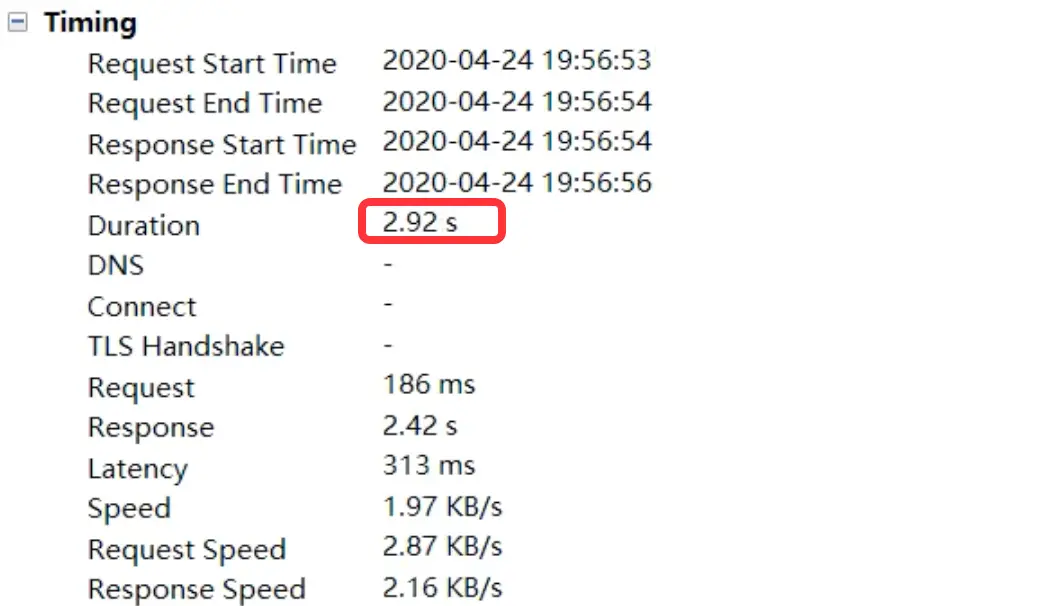 Timing
Request Start Time 2020-04-24 19:56:53
Request End Time 2020-04-24 19:56:54
Response Start Time 2020-04-24 19:56:54
Response End Time 2020-04-24 19:56:56
Duration 2.92 s
DNS -
Connect -
TLS Handshake -
Request 186 ms
Response 2.42 s
Latency 313 ms
Speed 1.97 KB/s
Request Speed 2.87 KB/s
Response Speed 2.16 KB/s